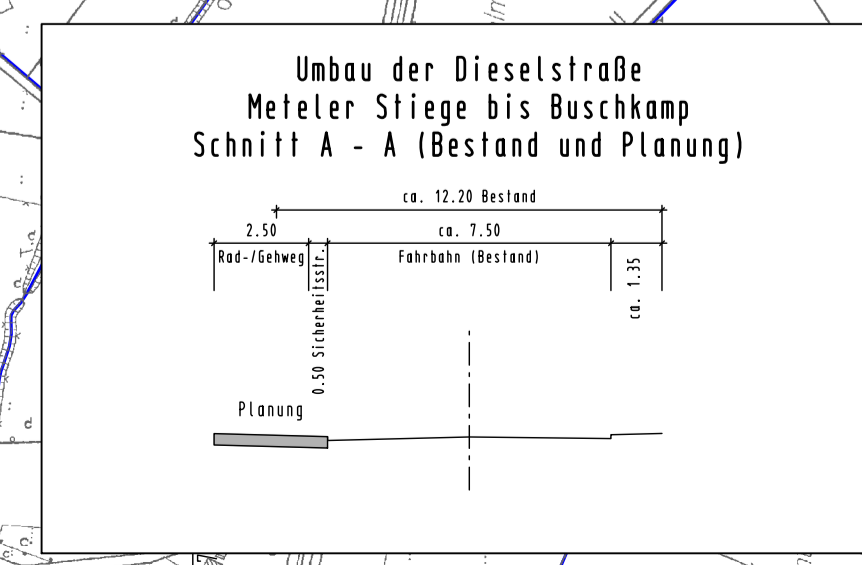 Umbau der Dieselstraße
Meteler Stiege bis Buschkamp
Schnitt A - A (Bestand und Planung)
ca. 12.20 Bestand
2.50
ca. 7.50
Rad-/Gehweg
0.50 Sicherheitsstr.
Fahrbahn (Bestand)
ca. 1.35
Planung